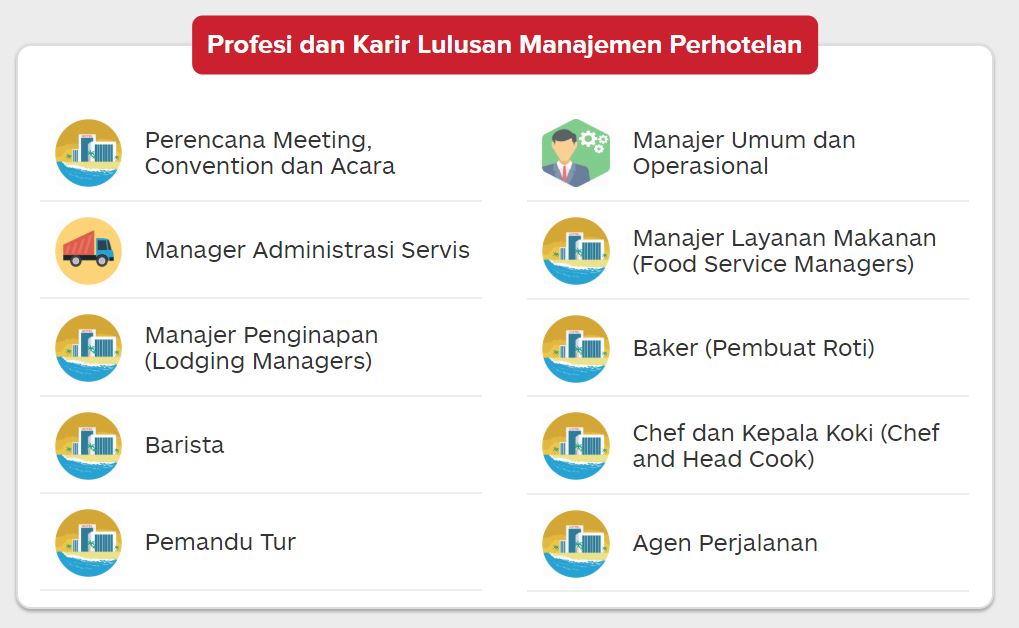 Profesi dan Karir Lulusan Manajemen Perhotelan
Perencana Meeting,
Convention dan Acara
Manajer Umum dan
Operasional
Manager Administrasi Servis
Manajer Layanan Makanan
(Food Service Managers)
Manajer Penginapan
(Lodging Managers)
Baker (Pembuat Roti)
Barista
Chef dan Kepala Koki (Chef
and Head Cook)
Pemandu Tur
Agen Perjalanan